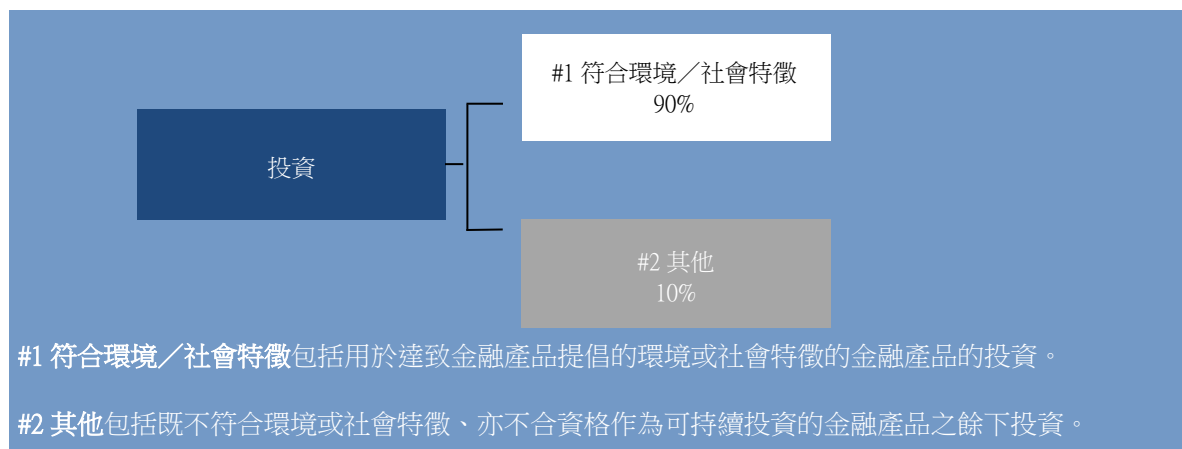 #1 符合環境／社會特徵
90%
投資
#2 其他
10%
#1 符合環境／社會特徵包括用於達致金融產品提倡的環境或社會特徵的金融產品的投資。
#2 其他包括既不符合環境或社會特徵、亦不合資格作為可持續投資的金融產品之餘下投資。